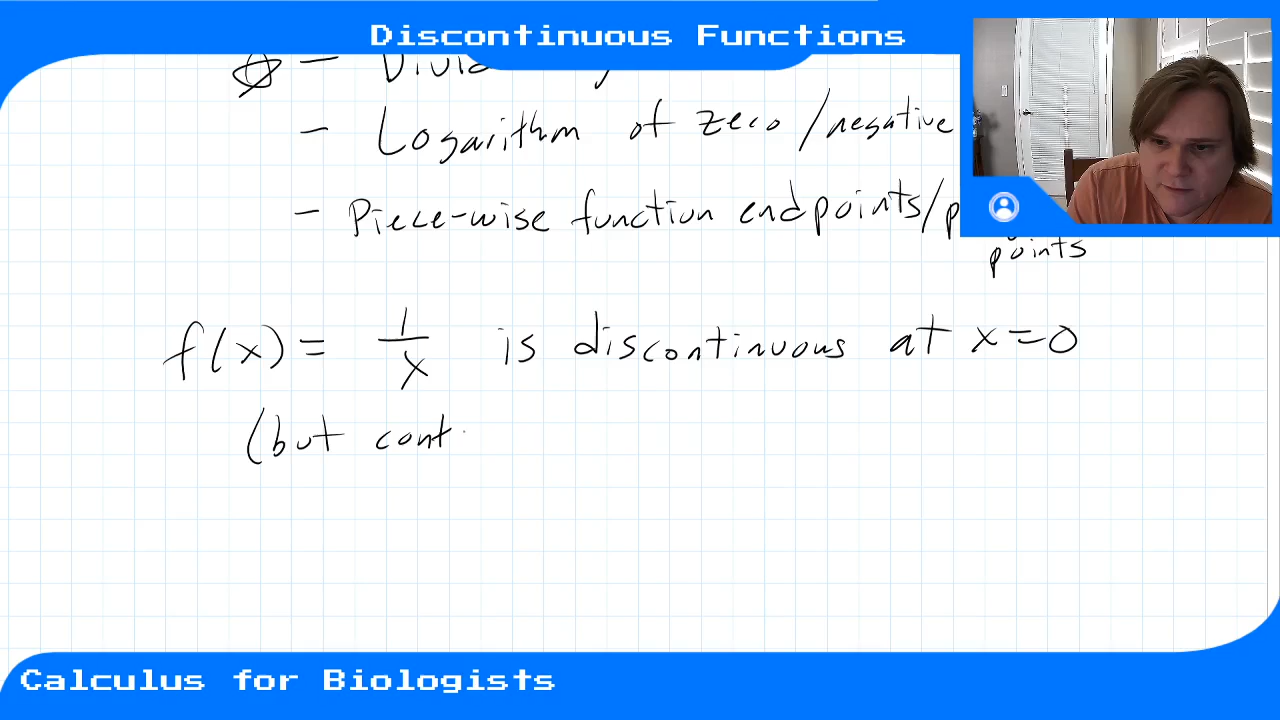 Discontinuous Functions
- Logarithm of zero/negative
- Piece-wise function endpoints/
points
f(x) = 1/x is discontinuous at x=0
(but cont
Calculus for Biologists